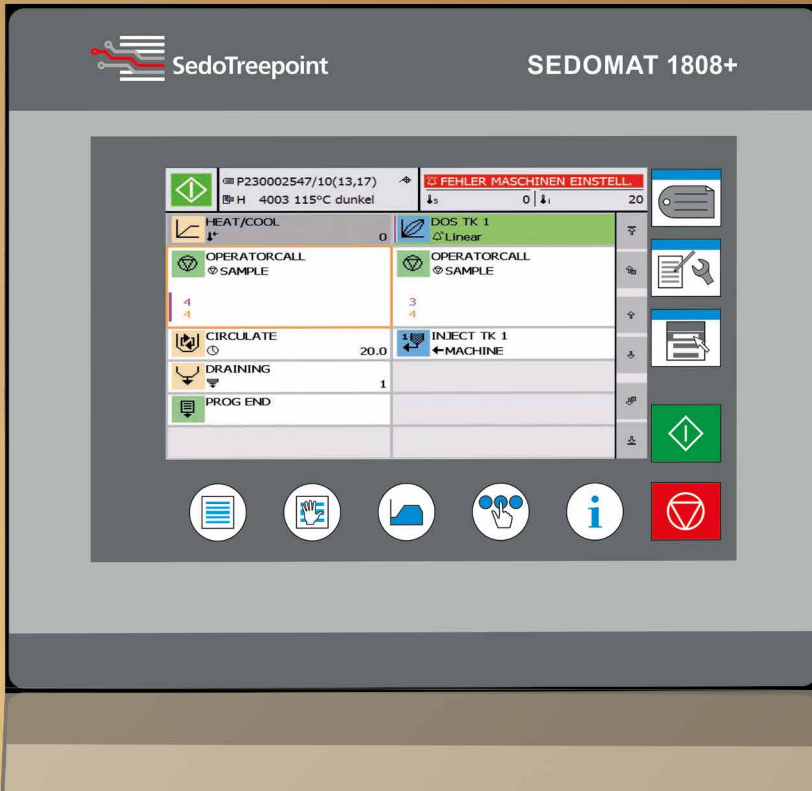 SedoTreepoint
SEDOMAT 1808+
P230002547/10(13,17)
FEHLER MASCHINEN EINSTELL.
H 4003 115°C dunkel
s 0 i 20
HEAT/COOL
0
DOS TK 1
Linear
OPERATORCALL
SAMPLE
4
4
OPERATORCALL
SAMPLE
3
4
CIRCULATE
20.0
1 INJECT TK 1
←MACHINE
DRAINING
1
PROG END
i